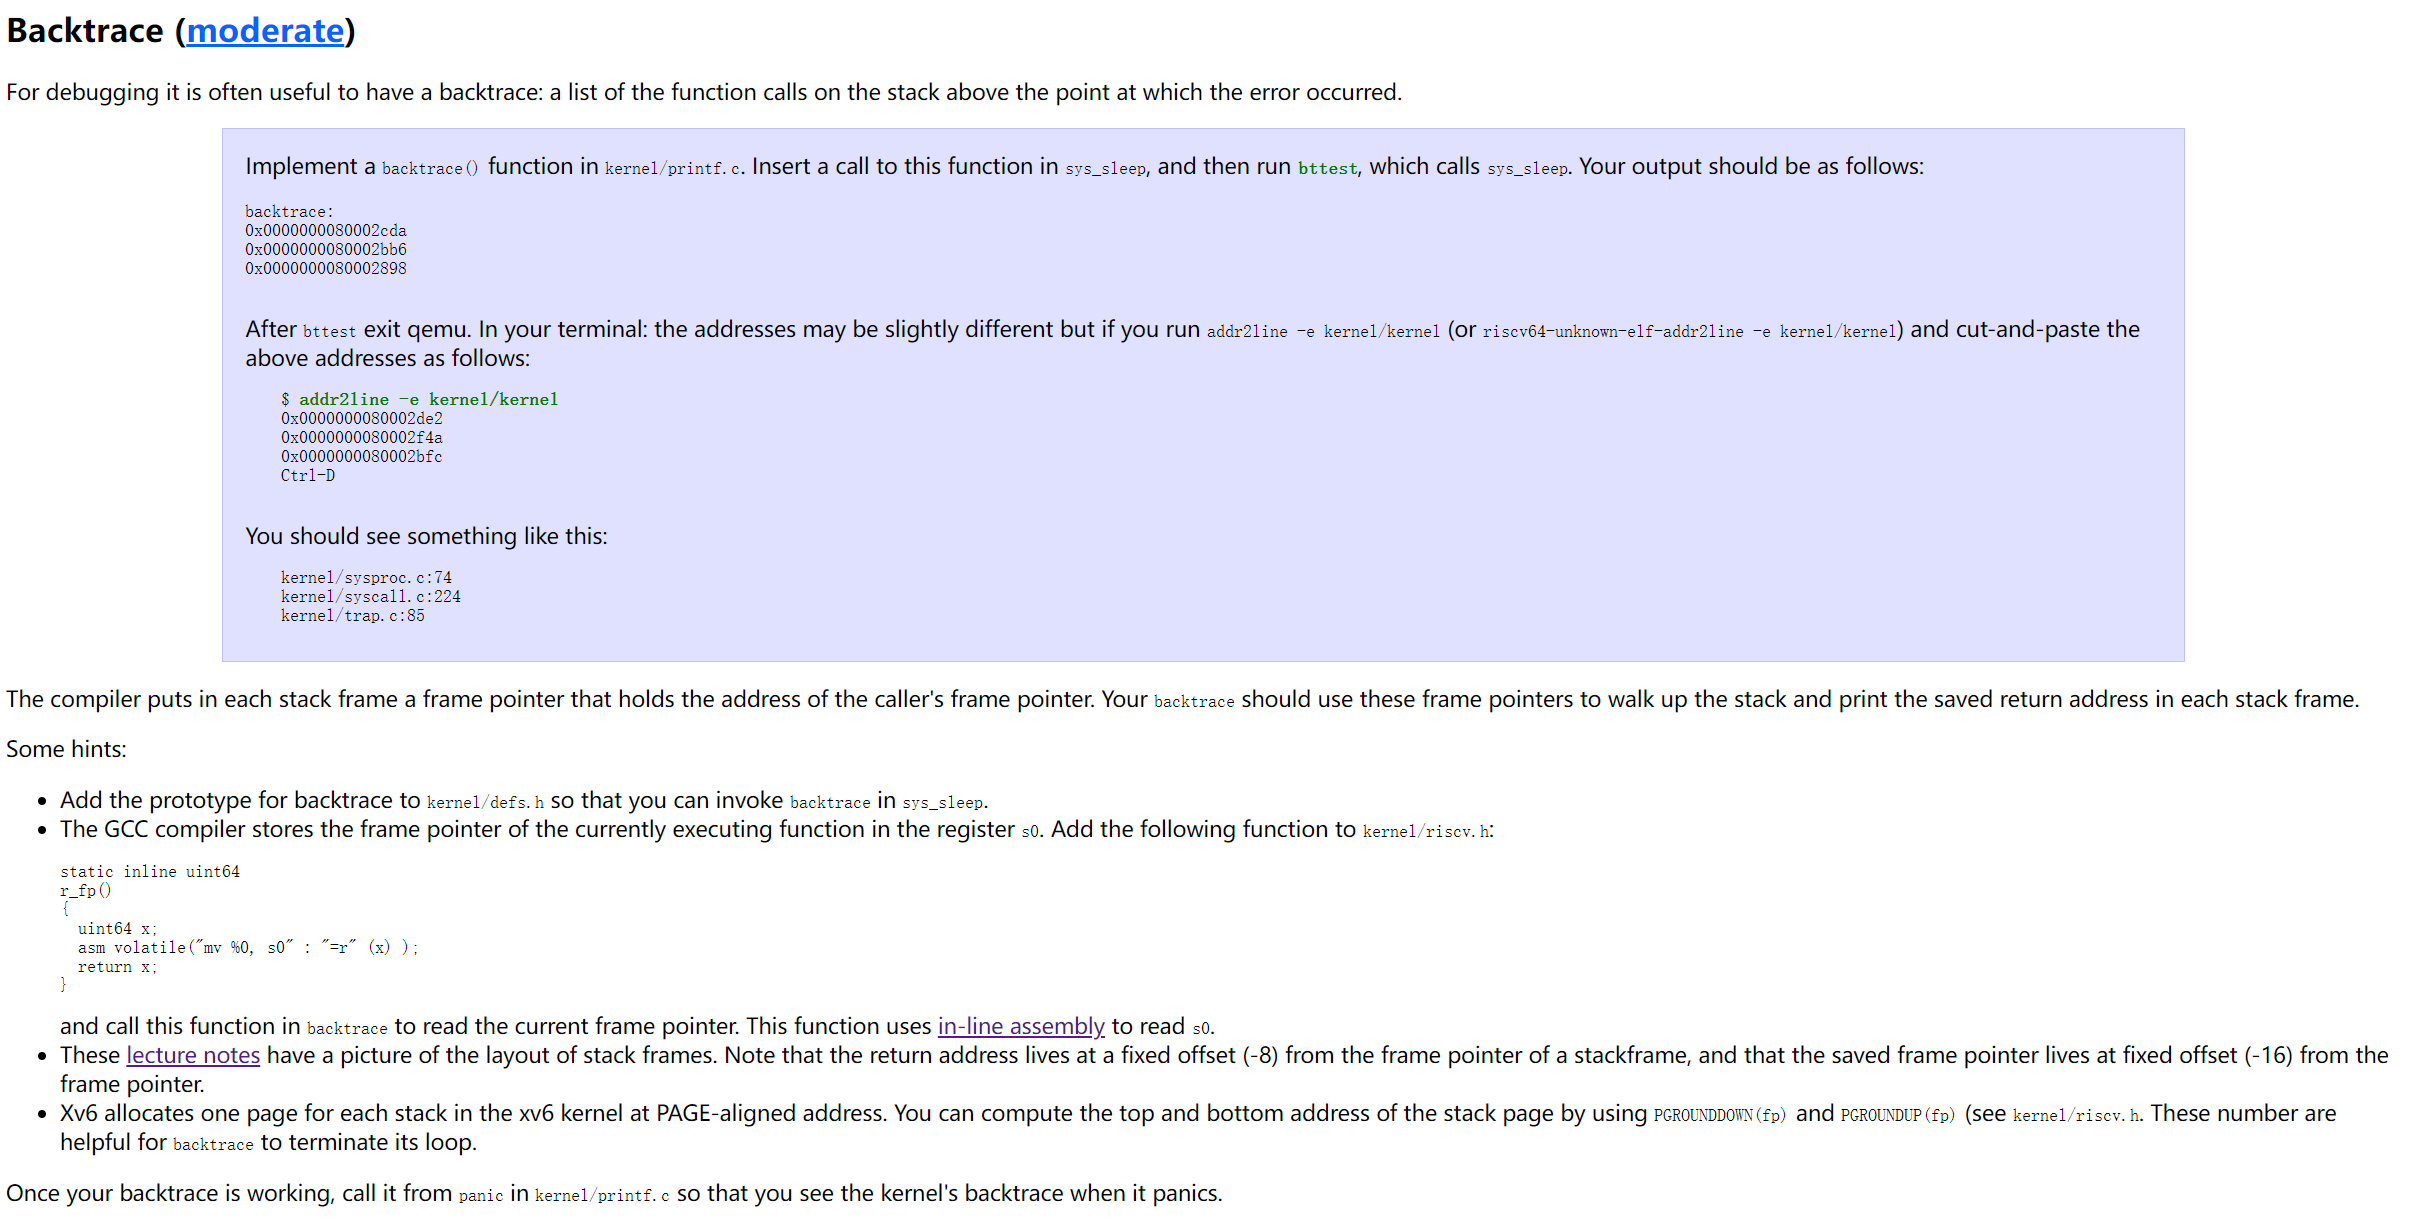 Backtrace (moderate)
For debugging it is often useful to have a backtrace: a list of the function calls on the stack above the point at which the error occurred.
Implement a backtrace() function in kernel/printf.c. Insert a call to this function in sys_sleep, and then run bttest, which calls sys_sleep. Your output should be as follows:
backtrace:
0x0000000080002cda
0x0000000080002bb6
0x0000000080002898
After bttest exit qemu. In your terminal: the addresses may be slightly different but if you run addr2line -e kernel/kernel (or riscv64-unknown-elf-addr2line -e kernel/kernel) and cut-and-paste the
above addresses as follows:
$ addr2line -e kernel/kernel
0x0000000080002de2
0x0000000080002f4a
0x0000000080002bfc
Ctrl-D
You should see something like this:
kernel/sysproc.c:74
kernel/syscall.c:224
kernel/trap.c:85
The compiler puts in each stack frame a frame pointer that holds the address of the caller's frame pointer. Your backtrace should use these frame pointers to walk up the stack and print the saved return address in each stack frame.
Some hints:
• Add the prototype for backtrace to kernel/defs.h so that you can invoke backtrace in sys_sleep.
• The GCC compiler stores the frame pointer of the currently executing function in the register s0. Add the following function to kernel/riscv.h:
static inline uint64
r_fp()
{
  uint64 x;
  asm volatile("mv %0, s0" : "=r" (x) );
  return x;
}
and call this function in backtrace to read the current frame pointer. This function uses in-line assembly to read s0.
• These lecture notes have a picture of the layout of stack frames. Note that the return address lives at a fixed offset (-8) from the frame pointer of a stackframe, and that the saved frame pointer lives at fixed offset (-16) from the
frame pointer.
• Xv6 allocates one page for each stack in the xv6 kernel at PAGE-aligned address. You can compute the top and bottom address of the stack page by using PGROUNDDOWN(fp) and PGROUNDUP(fp) (see kernel/riscv.h. These number are
helpful for backtrace to terminate its loop.
Once your backtrace is working, call it from panic in kernel/printf.c so that you see the kernel's backtrace when it panics.